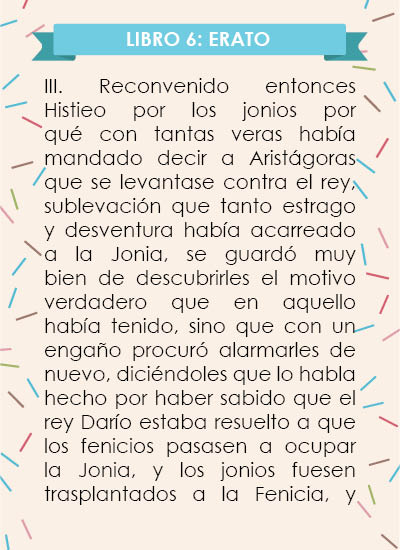 LIBRO 6: ERATO
III. Reconvenido entonces
Histieo por los jonios por
qué con tantas veras había
mandado decir a Aristágoras
que se levantase contra el rey,
sublevación que tanto estrago
y desventura había acarreado
a la Jonia, se guardó muy
bien de descubrirles el motivo
verdadero que en aquello
había tenido, sino que con un
engaño procuró alarmarles de
nuevo, diciéndoles que lo habla
hecho por haber sabido que el
rey Darío estaba resuelto a que
los fenicios pasasen a ocupar
la Jonia, y los jonios fuesen
trasplantados a la Fenicia, y